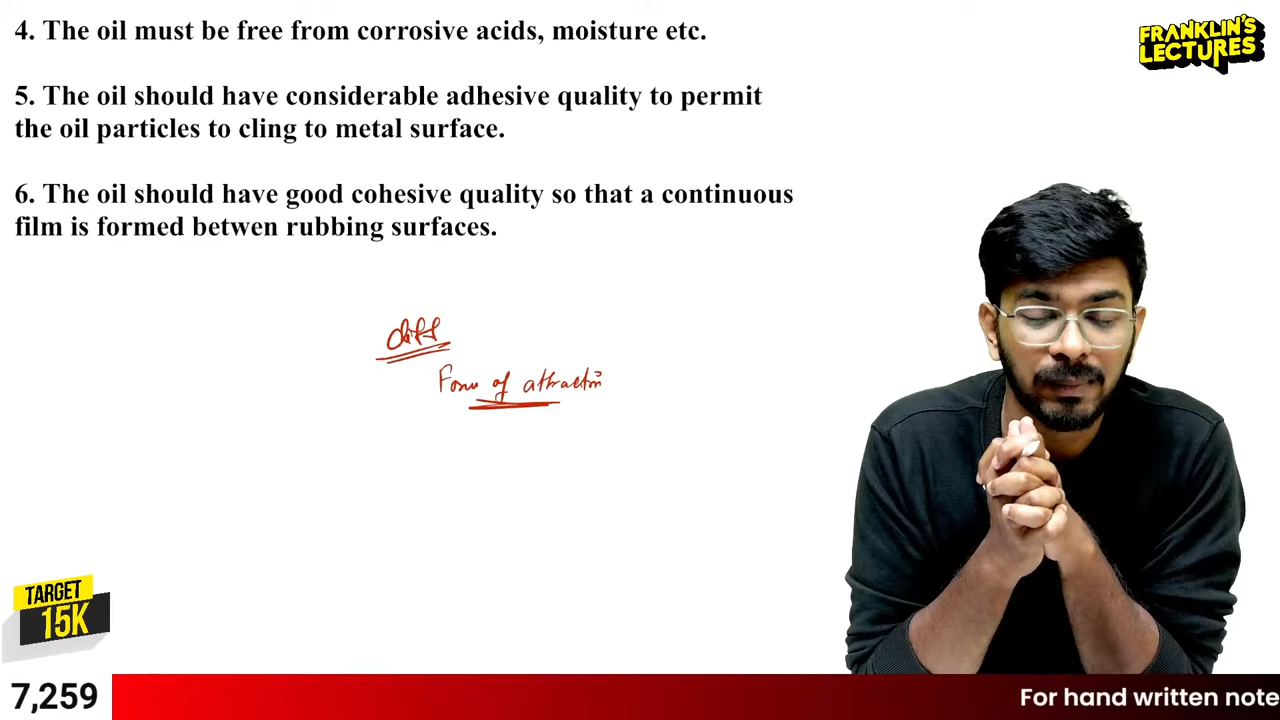 4. The oil must be free from corrosive acids, moisture etc.
FRANKLIN'S
LECTURES
5. The oil should have considerable adhesive quality to permit
the oil particles to cling to metal surface.
6. The oil should have good cohesive quality so that a continuous
film is formed betwen rubbing surfaces.
of attraction
TARGET
15K
7,259
For hand written note